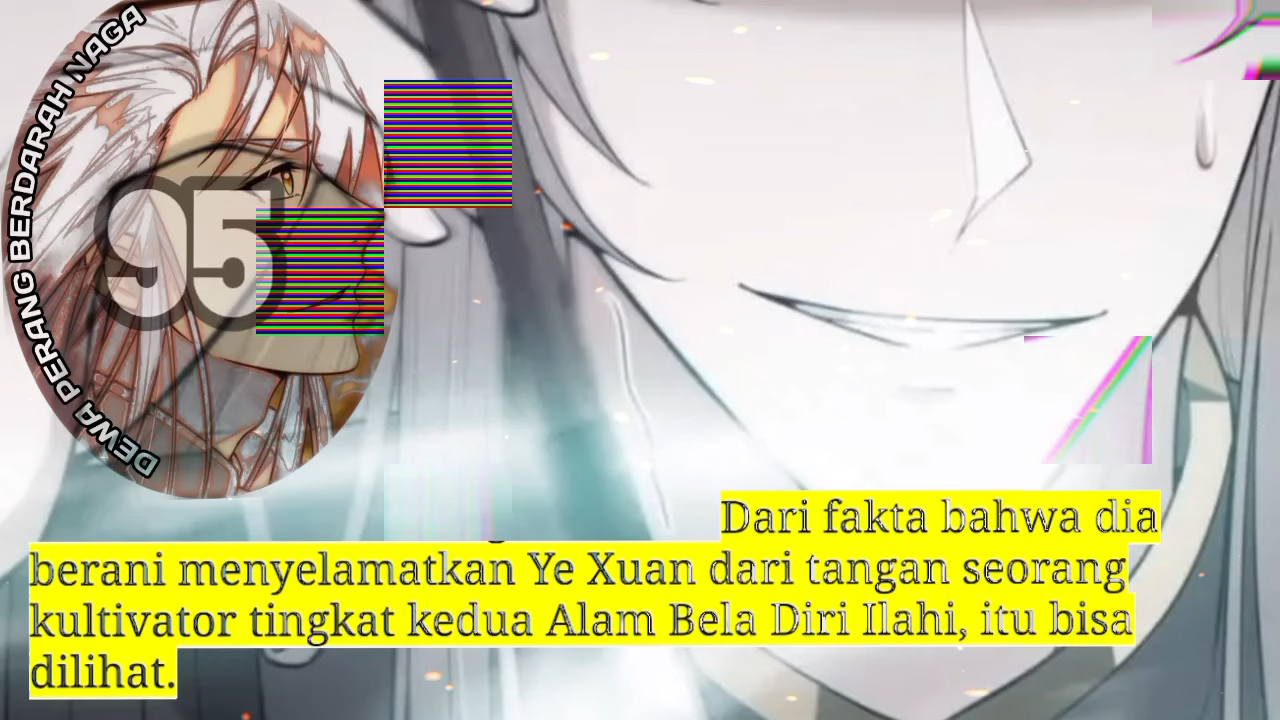 DEWA PERANG BERDARAH NAGA
95
Dari fakta bahwa dia
berani menyelamatkan Ye Xuan dari tangan seorang
kultivator tingkat kedua Alam Bela Diri Ilahi, itu bisa
dilihat.